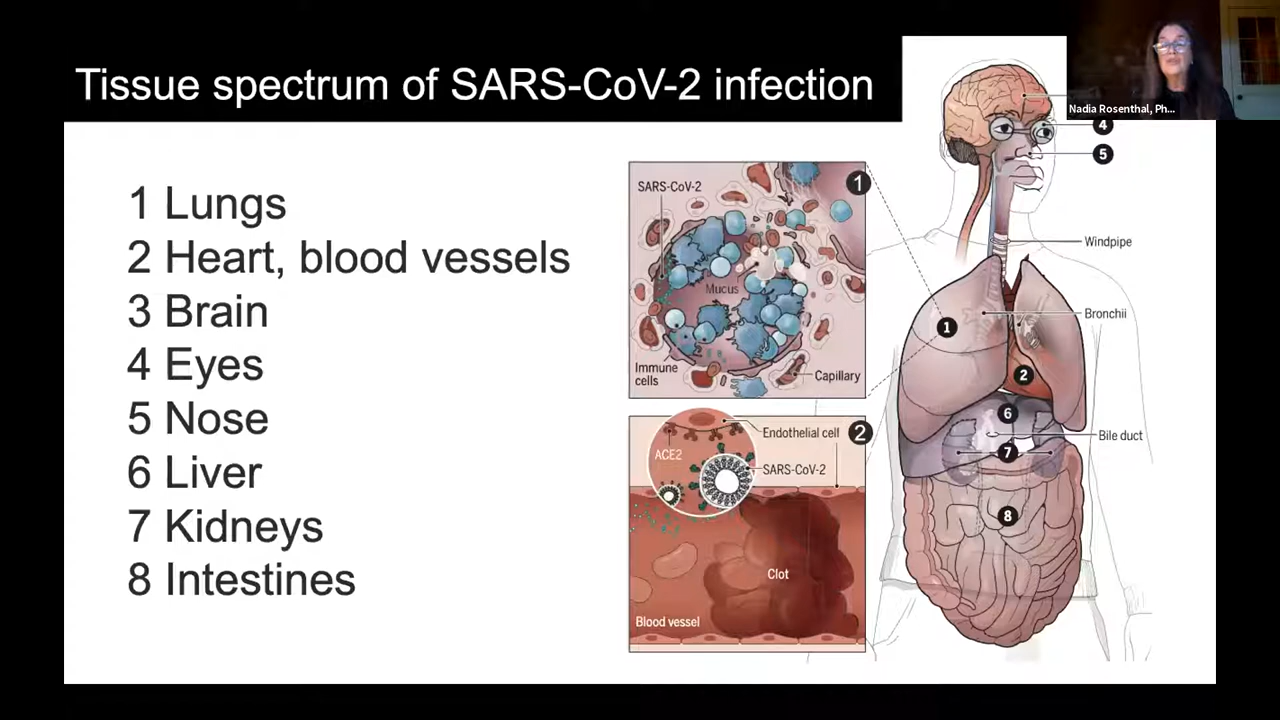 Tissue spectrum of SARS-CoV-2 infection
Nadia Rosenthal, Ph...
1 Lungs
2 Heart, blood vessels
3 Brain
4 Eyes
5 Nose
6 Liver
7 Kidneys
8 Intestines
SARS-CoV-2
1
Mucus
Immune
cells
Capillary
Endothelial cell
2
ACE2
SARS-CoV-2
Clot
Blood vessel
4
5
Windpipe
Bronchii
1
2
6
Bile duct
7
8